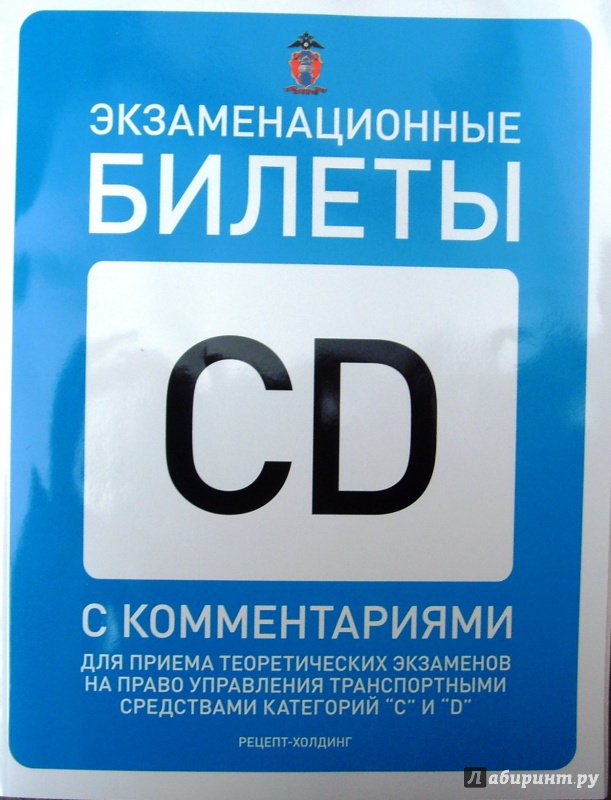 ЭКЗАМЕНАЦИОННЫЕ
БИЛЕТЫ
CD
С КОММЕНТАРИЯМИ
ДЛЯ ПРИЕМА ТЕОРЕТИЧЕСКИХ ЭКЗАМЕНОВ
НА ПРАВО УПРАВЛЕНИЯ ТРАНСПОРТНЫМИ
СРЕДСТВАМИ КАТЕГОРИЙ “C” И “D”
РЕЦЕПТ-ХОЛДИНГ
Лабиринт.ру